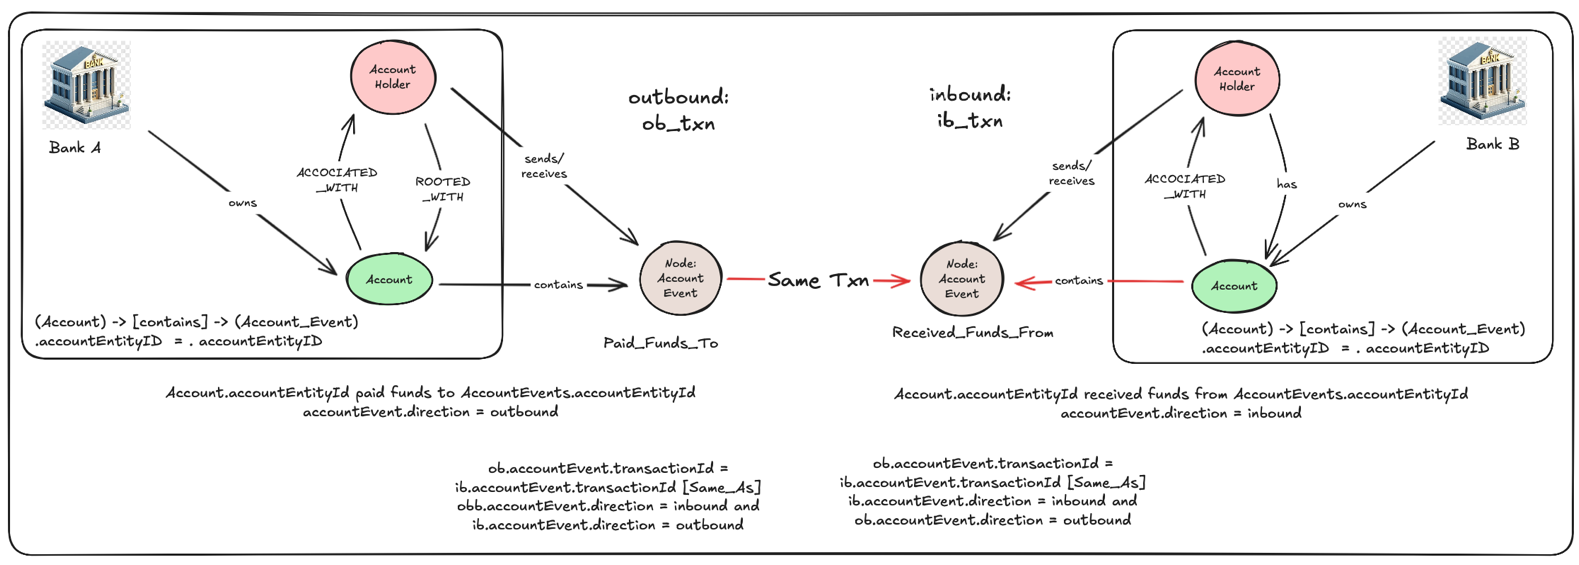 BANK
Bank A
Account
Holder
ACCOCIATED
_WITH
ROOTED
_WITH
owns
Account
sends/
receives
contains
(Account) -> [contains] -> (Account_Event)
.accountEntityID = . accountEntityID
outbound:
ob_txn
inbound:
ib_txn
Node:
Account
Event
Paid_Funds_To
Same Txn
Node:
Account
Event
Received_Funds_From
sends/
receives
contains
Account
Holder
BANK
Bank B
ACCOCIATED
_WITH
has
owns
Account
(Account) -> [contains] -> (Account_Event)
.accountEntityID = . accountEntityID
Account.accountEntityId paid funds to AccountEvents.accountEntityId
accountEvent.direction = outbound
Account.accountEntityId received funds from AccountEvents.accountEntityId
accountEvent.direction = inbound
ob.accountEvent.transactionId =
ib.accountEvent.transactionId [Same_As]
obb.accountEvent.direction = inbound and
ib.accountEvent.direction = outbound
ob.accountEvent.transactionId =
ib.accountEvent.transactionId [Same_As]
ib.accountEvent.direction = inbound and
ob.accountEvent.direction = outbound